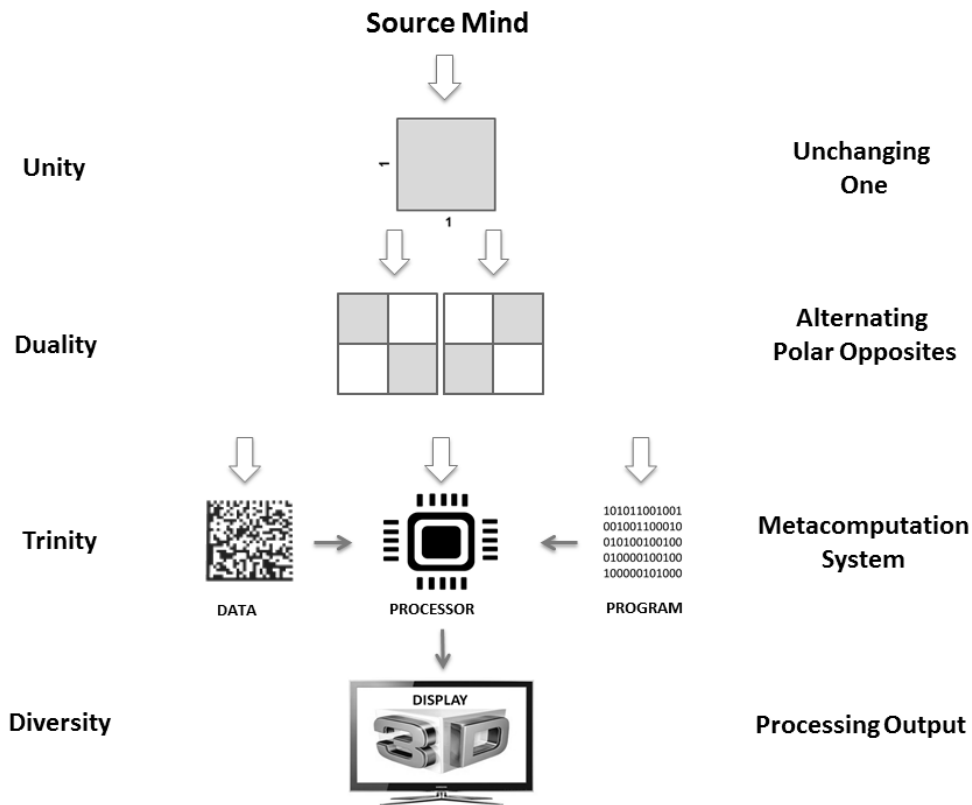 Source Mind
Unity
1
1
Unchanging
One
Duality
Alternating
Polar Opposites
Trinity
101011001001
001001100010
010100100100
010000100100
100000101000
DATA
PROCESSOR
PROGRAM
Metacomputation
System
Diversity
DISPLAY
3D
Processing Output